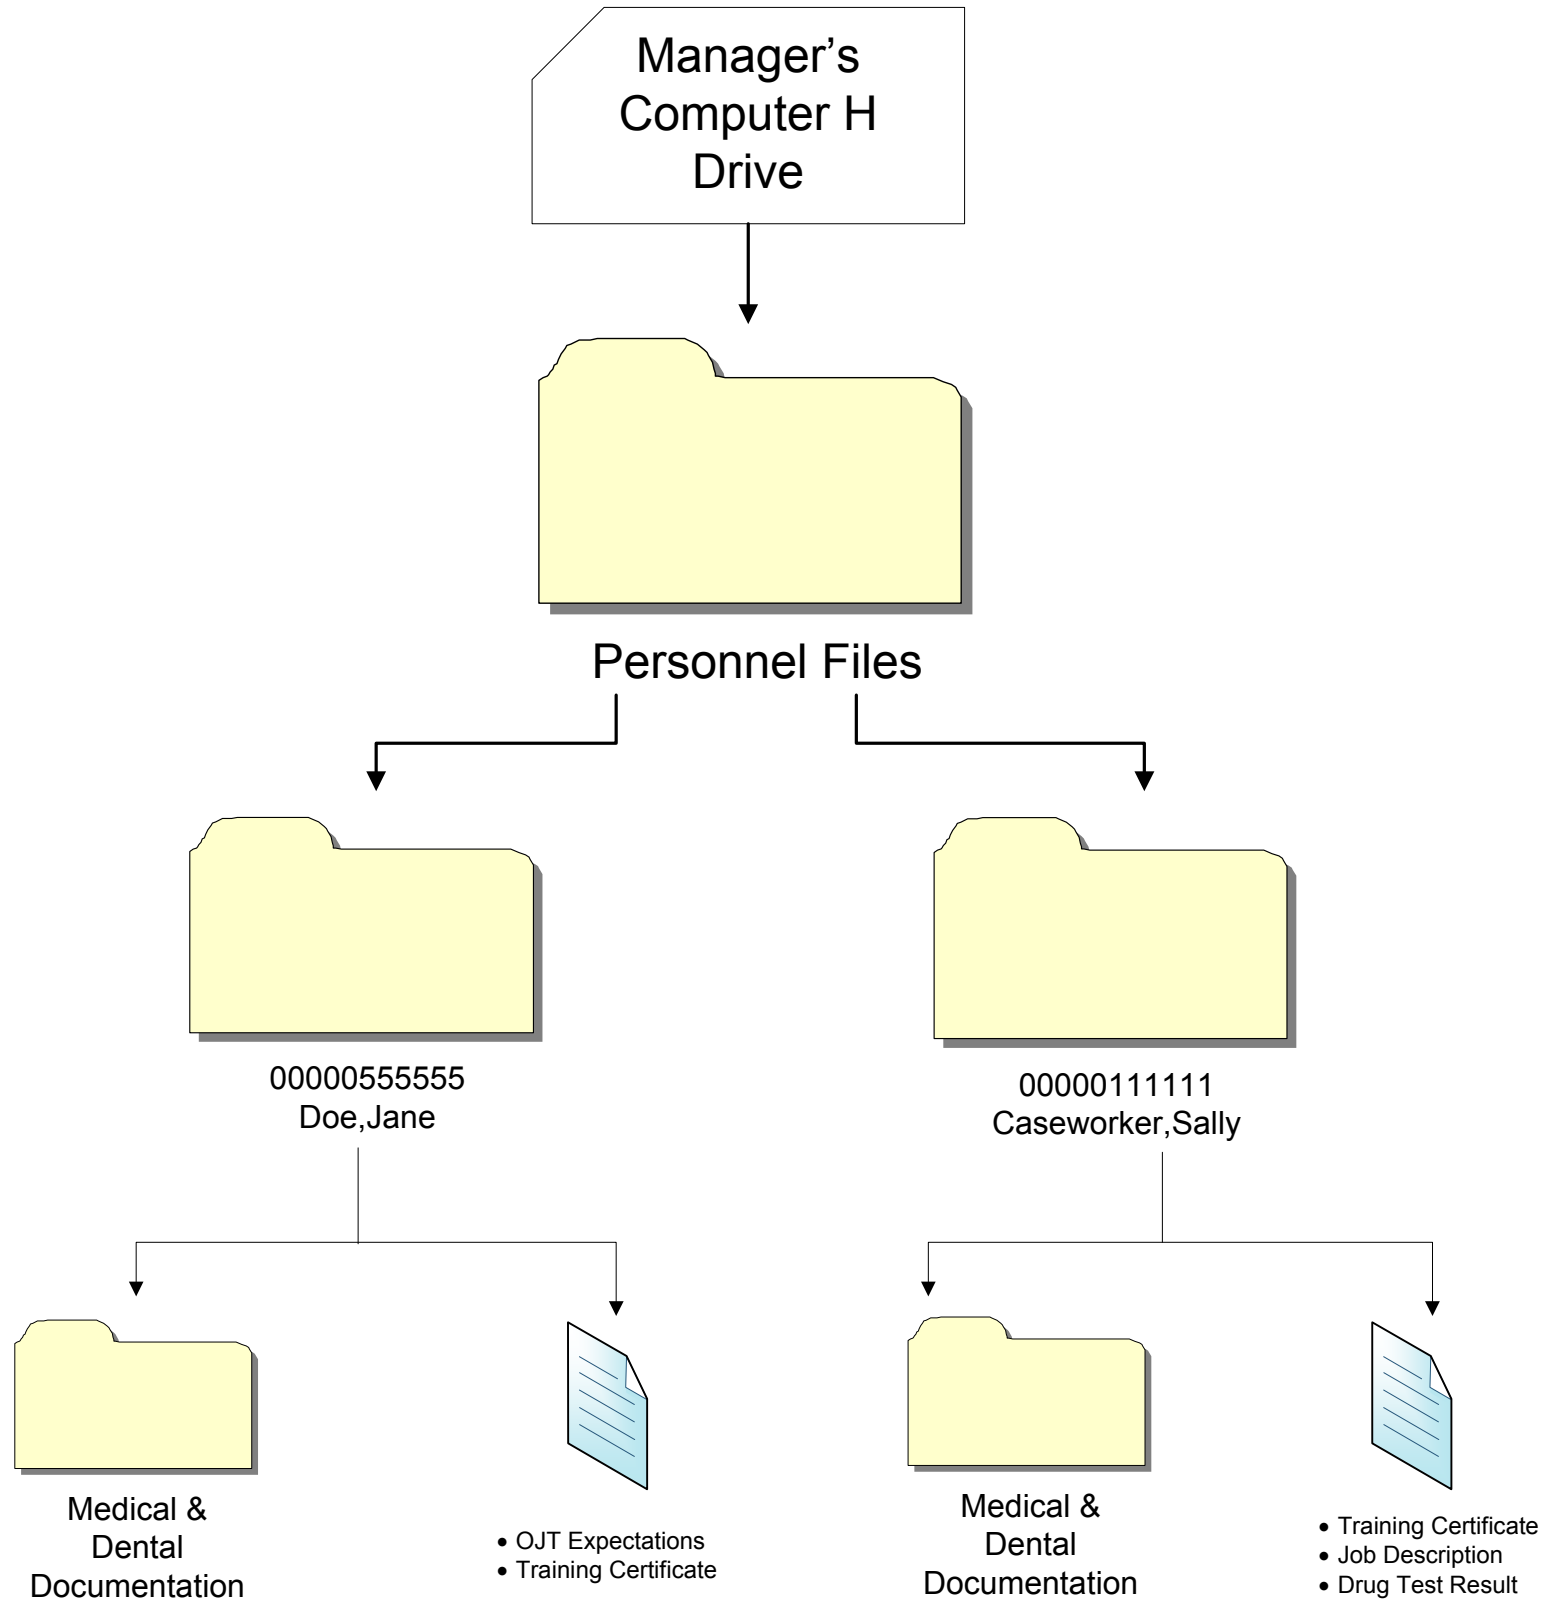 Manager’s
Computer H
Drive
Personnel Files
00000555555
Doe,Jane
00000111111
Caseworker,Sally
Medical &
Dental
Documentation
• OJT Expectations
• Training Certificate
Medical &
Dental
Documentation
• Training Certificate
• Job Description
• Drug Test Result